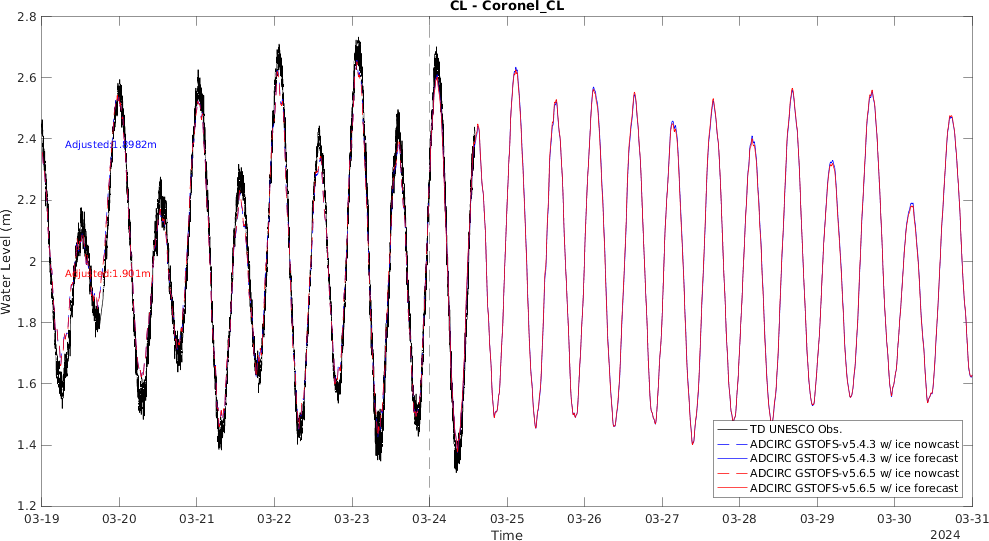 CL - Coronel_CL
2.8
2.6
2.4
2.2
2
1.8
1.6
1.4
1.2
Water Level (m)
Adjusted:1.8982m
Adjusted:1.901m
TD UNESCO Obs.
ADCIRC GSTOFS-v5.4.3 w/ ice nowcast
ADCIRC GSTOFS-v5.4.3 w/ ice forecast
ADCIRC GSTOFS-v5.6.5 w/ ice nowcast
ADCIRC GSTOFS-v5.6.5 w/ ice forecast
03-19 03-20 03-21 03-22 03-23 03-24 03-25 03-26 03-27 03-28 03-29 03-30 03-31
Time
2024